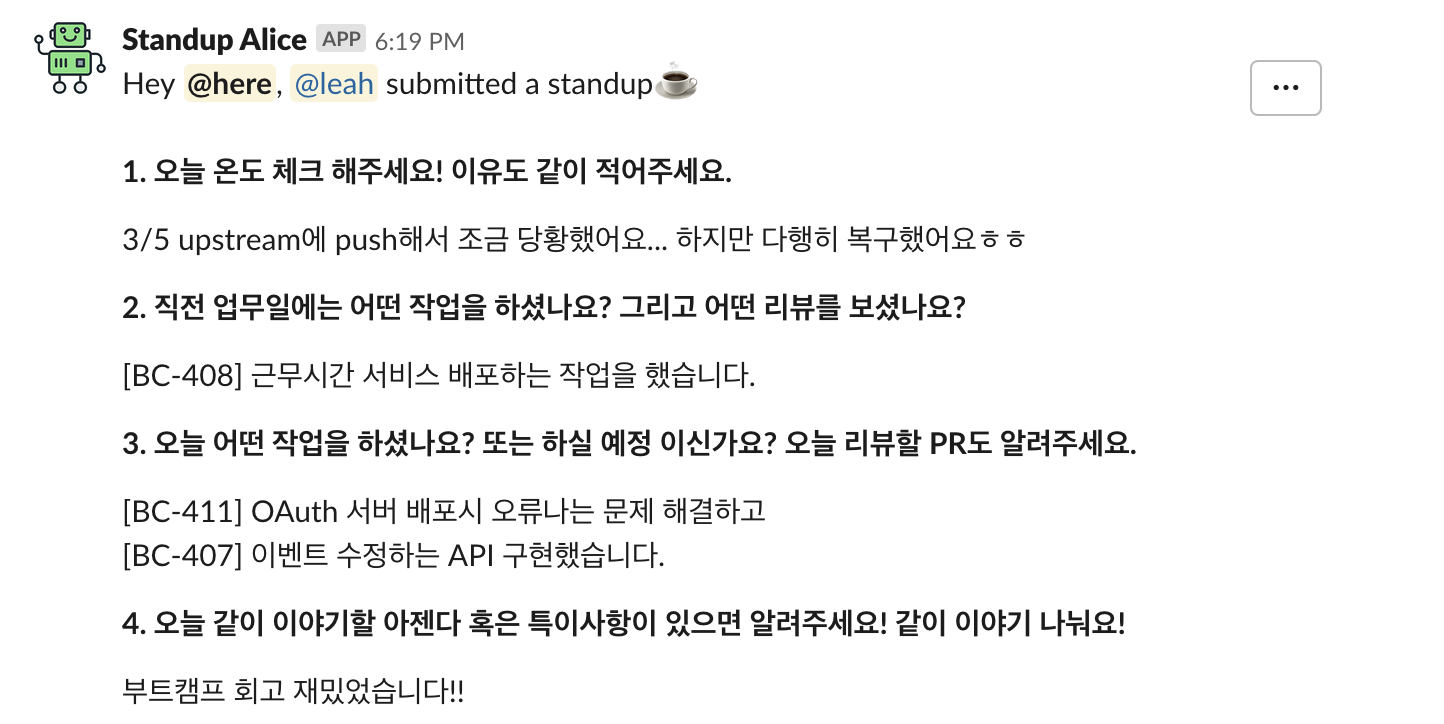 Standup Alice APP 6:19 PM
Hey @here, @leah submitted a standup
1. 오늘 온도 체크 해주세요! 이유도 같이 적어주세요.
3/5 upstream에 push해서 조금 당황했어요... 하지만 다행히 복구했어요ㅎㅎ
2. 직전 업무일에는 어떤 작업을 하셨나요? 그리고 어떤 리뷰를 보셨나요?
[BC-408] 근무시간 서비스 배포하는 작업을 했습니다.
3. 오늘 어떤 작업을 하셨나요? 또는 하실 예정 이신가요? 오늘 리뷰할 PR도 알려주세요.
[BC-411] OAuth 서버 배포시 오류나는 문제 해결하고
[BC-407] 이벤트 수정하는 API 구현했습니다.
4. 오늘 같이 이야기할 아젠다 혹은 특이사항이 있으면 알려주세요! 같이 이야기 나눠요!
부트캠프 회고 재밌었습니다!!